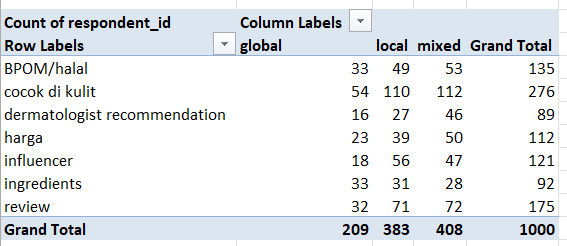 Count of respondent_id Column Labels
Row Labels global local mixed Grand Total
BPOM/halal 33 49 53 135
cocok di kulit 54 110 112 276
dermatologist recommendation 16 27 46 89
harga 23 39 50 112
influencer 18 56 47 121
ingredients 33 31 28 92
review 32 71 72 175
Grand Total 209 383 408 1000